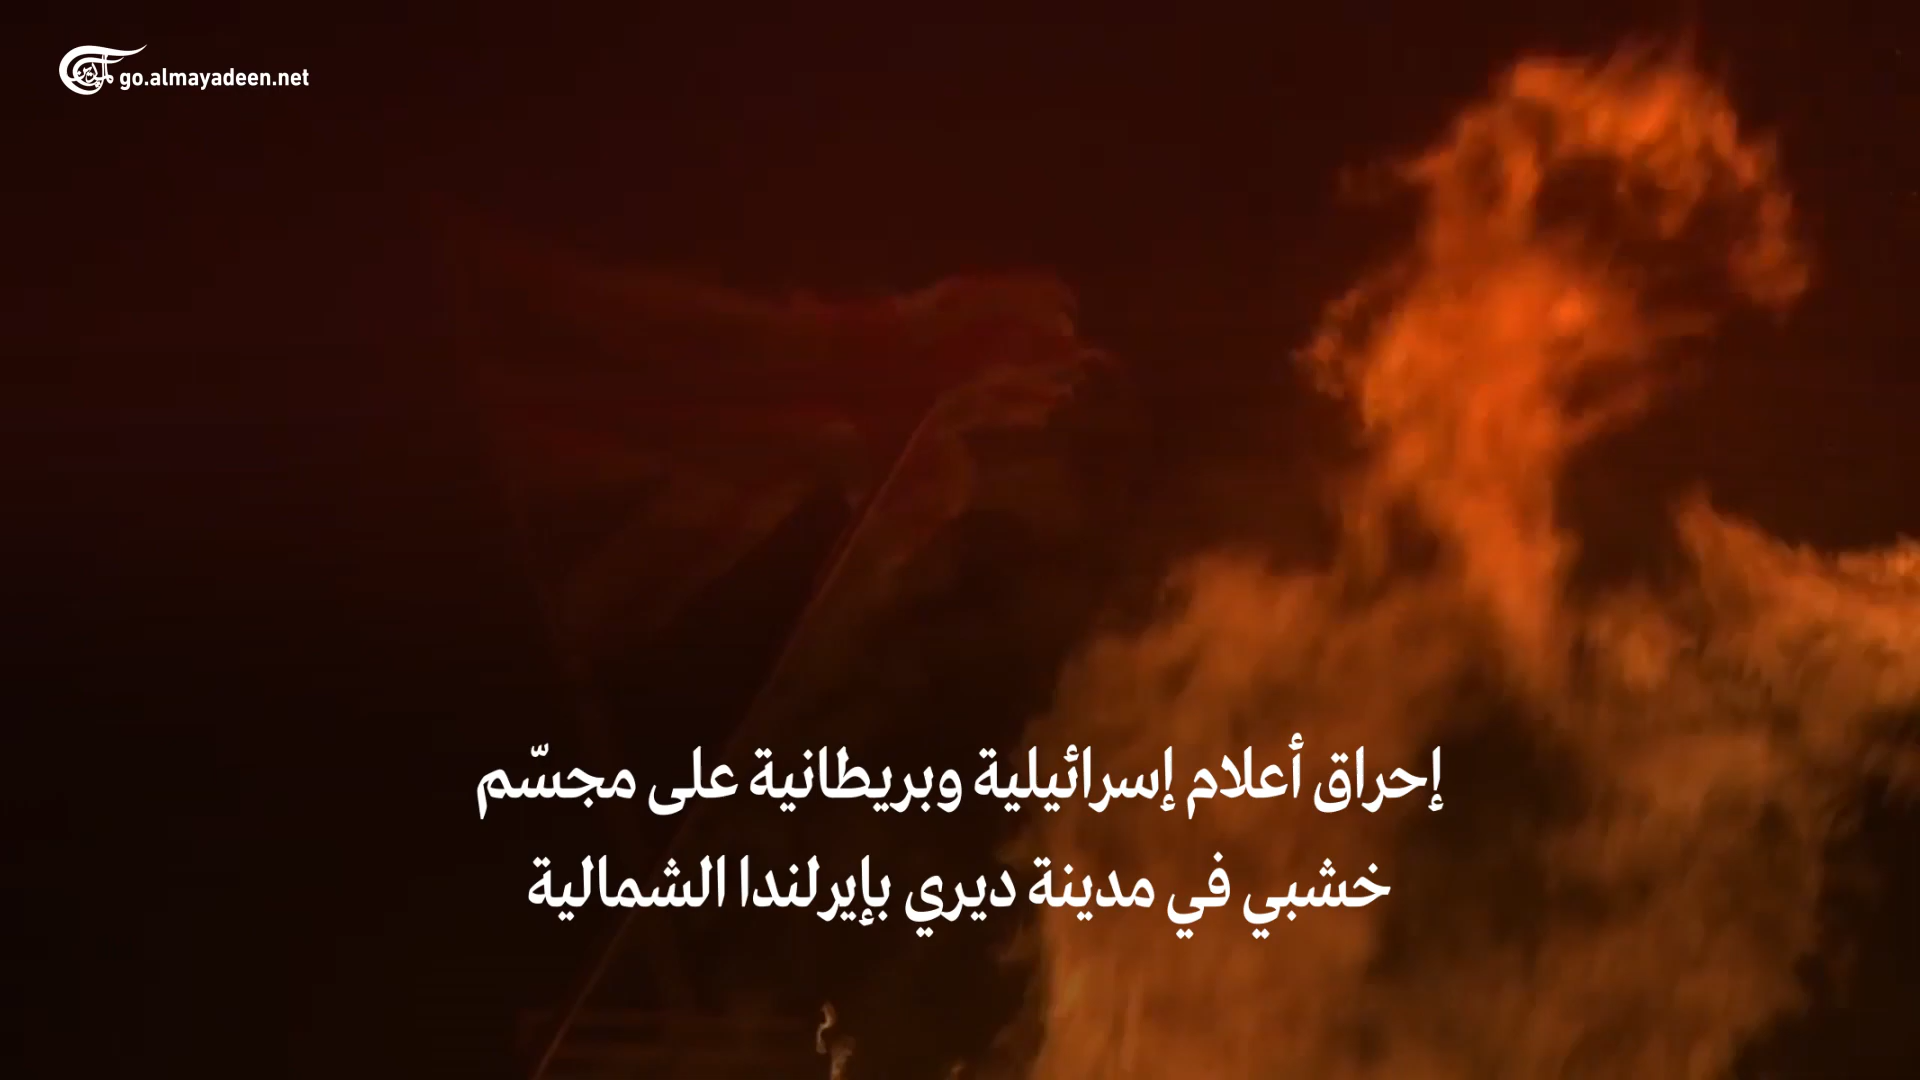 go.almayadeen.net
إحراق أعلام إسرائيلية وبريطانية على مجسّم
خشبي في مدينة ديري بإيرلندا الشمالية